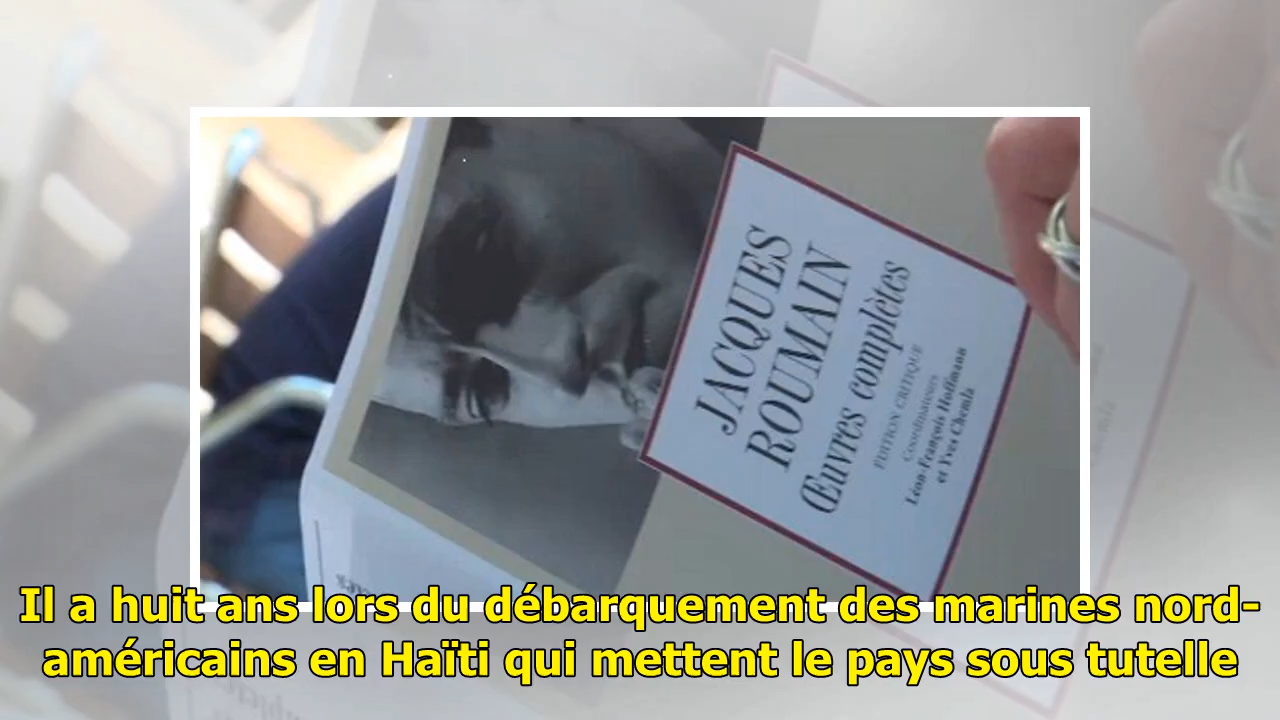 JACQUES
ROUMAIN
Œuvres complètes
EDITION CRITIQUE
Coordinateurs
Léon-François Hoffmann
et Yves Chemla
Il a huit ans lors du débarquement des marines nord-
américains en Haïti qui mettent le pays sous tutelle